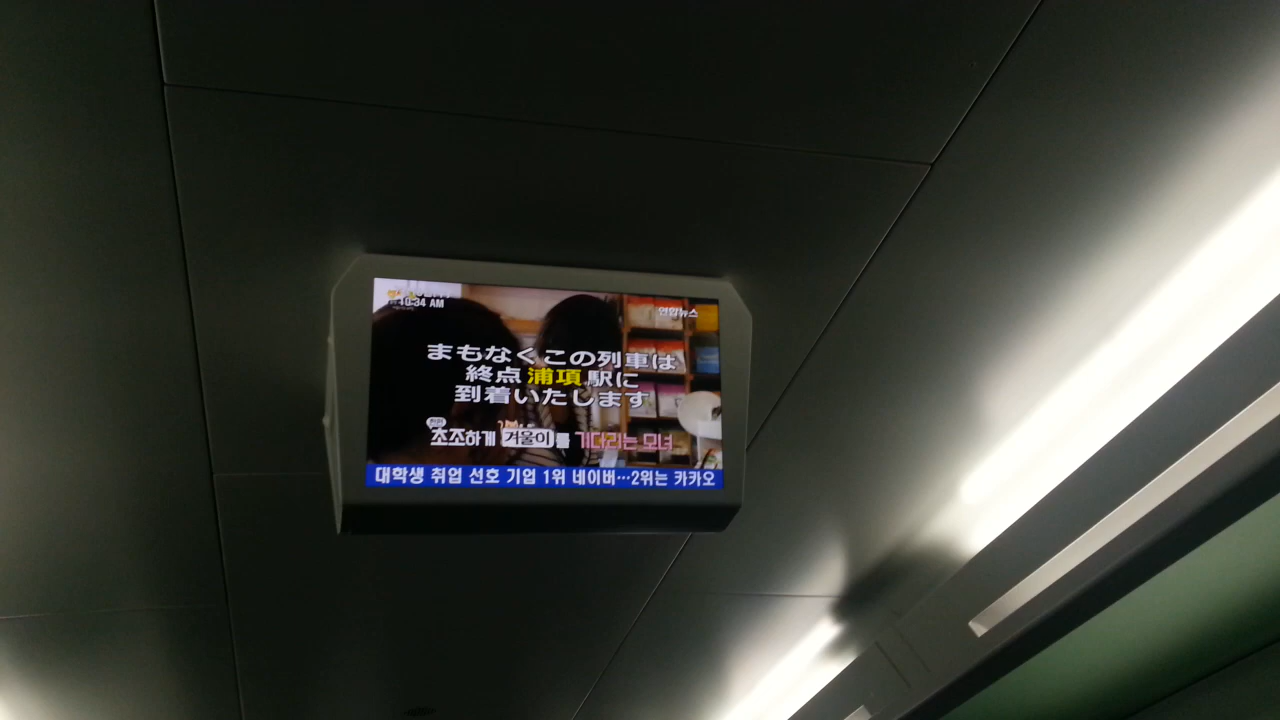 10:34 AM
연합뉴스
まもなくこの列車は
終点 浦項 駅に
到着いたします
초조하게 겨울이를 기다리는 모녀
대학생 취업 선호 기업 1위 네이버…2위는 카카오